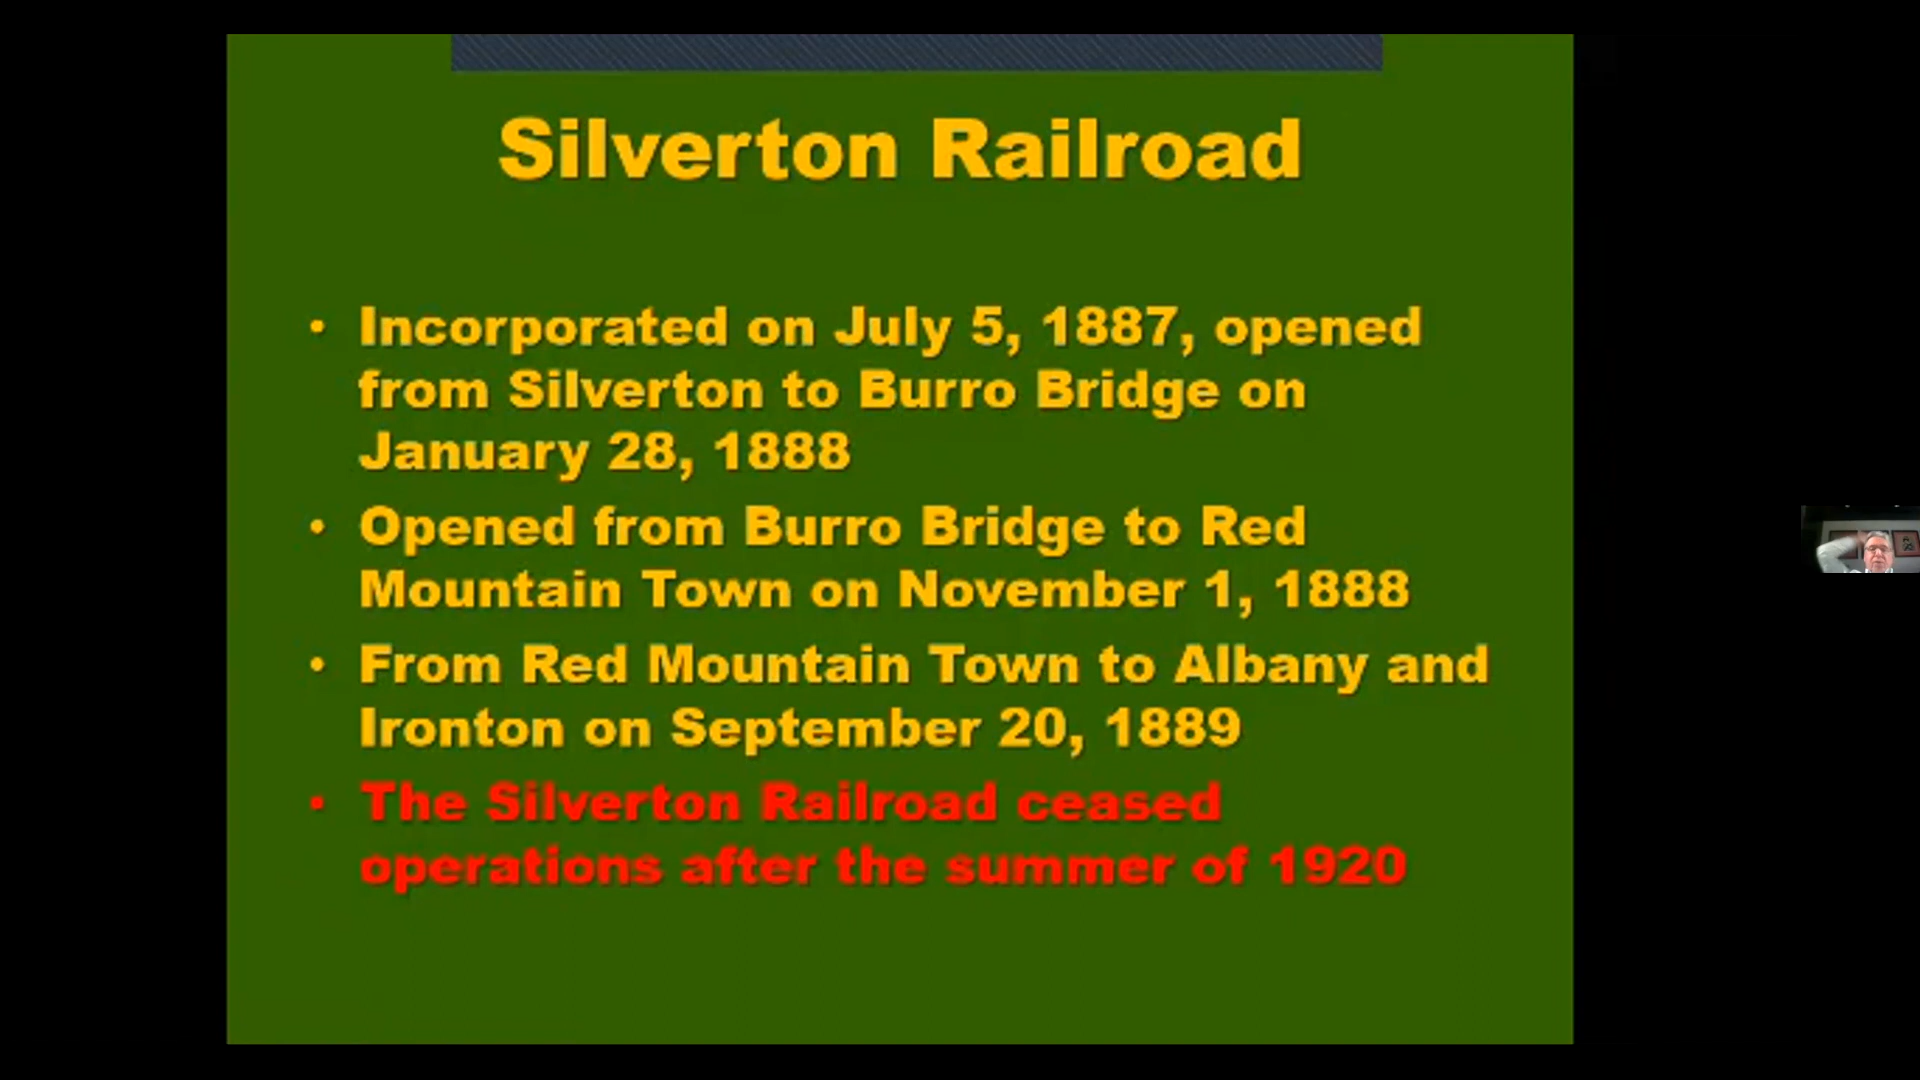 Silverton Railroad
• Incorporated on July 5, 1887, opened
from Silverton to Burro Bridge on
January 28, 1888
• Opened from Burro Bridge to Red
Mountain Town on November 1, 1888
• From Red Mountain Town to Albany and
Ironton on September 20, 1889
• The Silverton Railroad ceased
operations after the summer of 1920